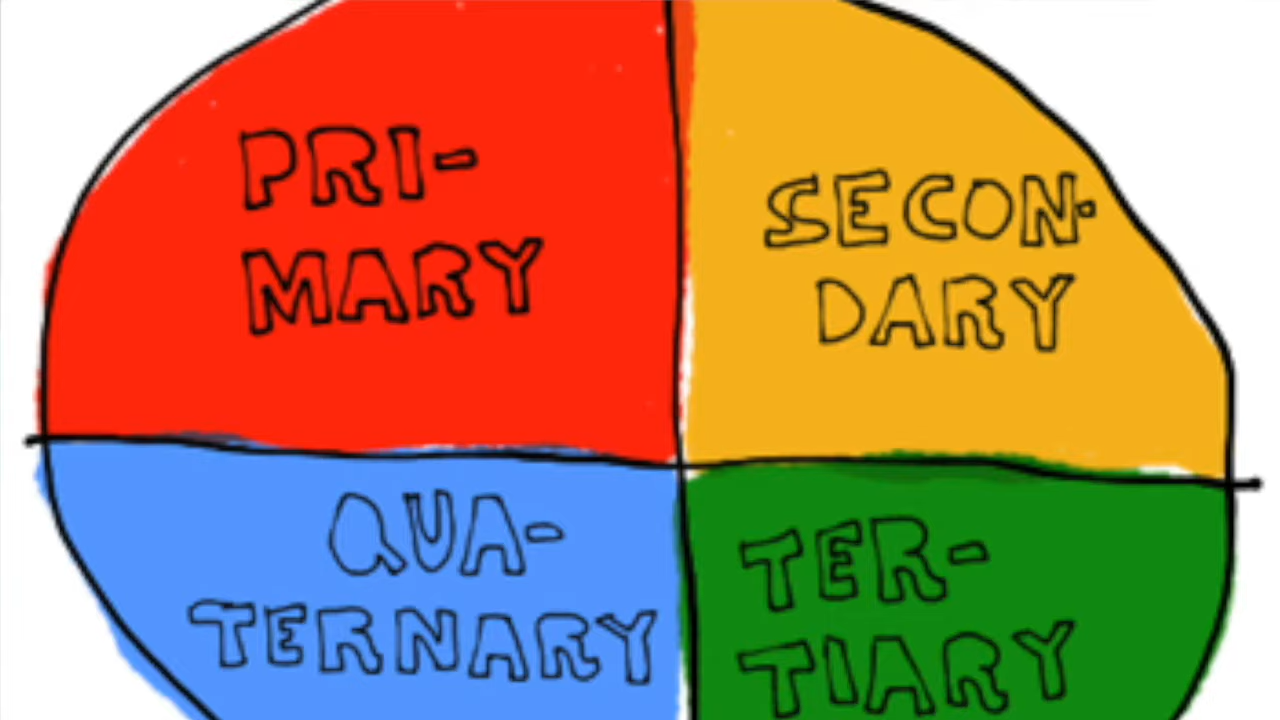 PRI-
MARY
SECON-
DARY
QUA-
TERNARY
TER-
TIARY